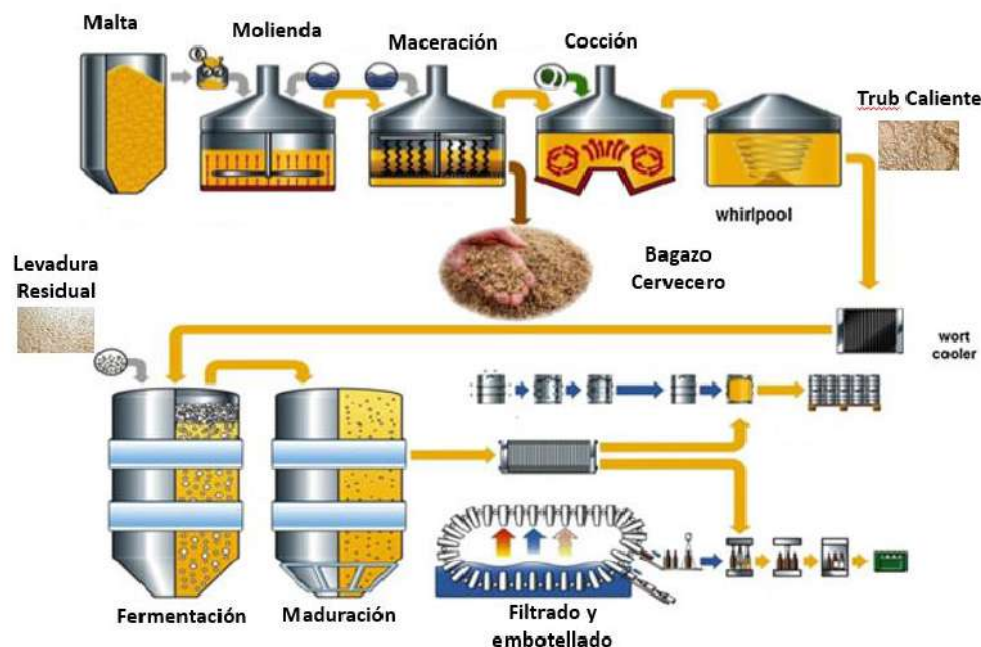 Malta
Molienda
Maceración
Cocción
Trub Caliente
whirlpool
Bagazo
Cervecero
Levadura
Residual
wort
cooler
Fermentación
Maduración
Filtrado y
embotellado